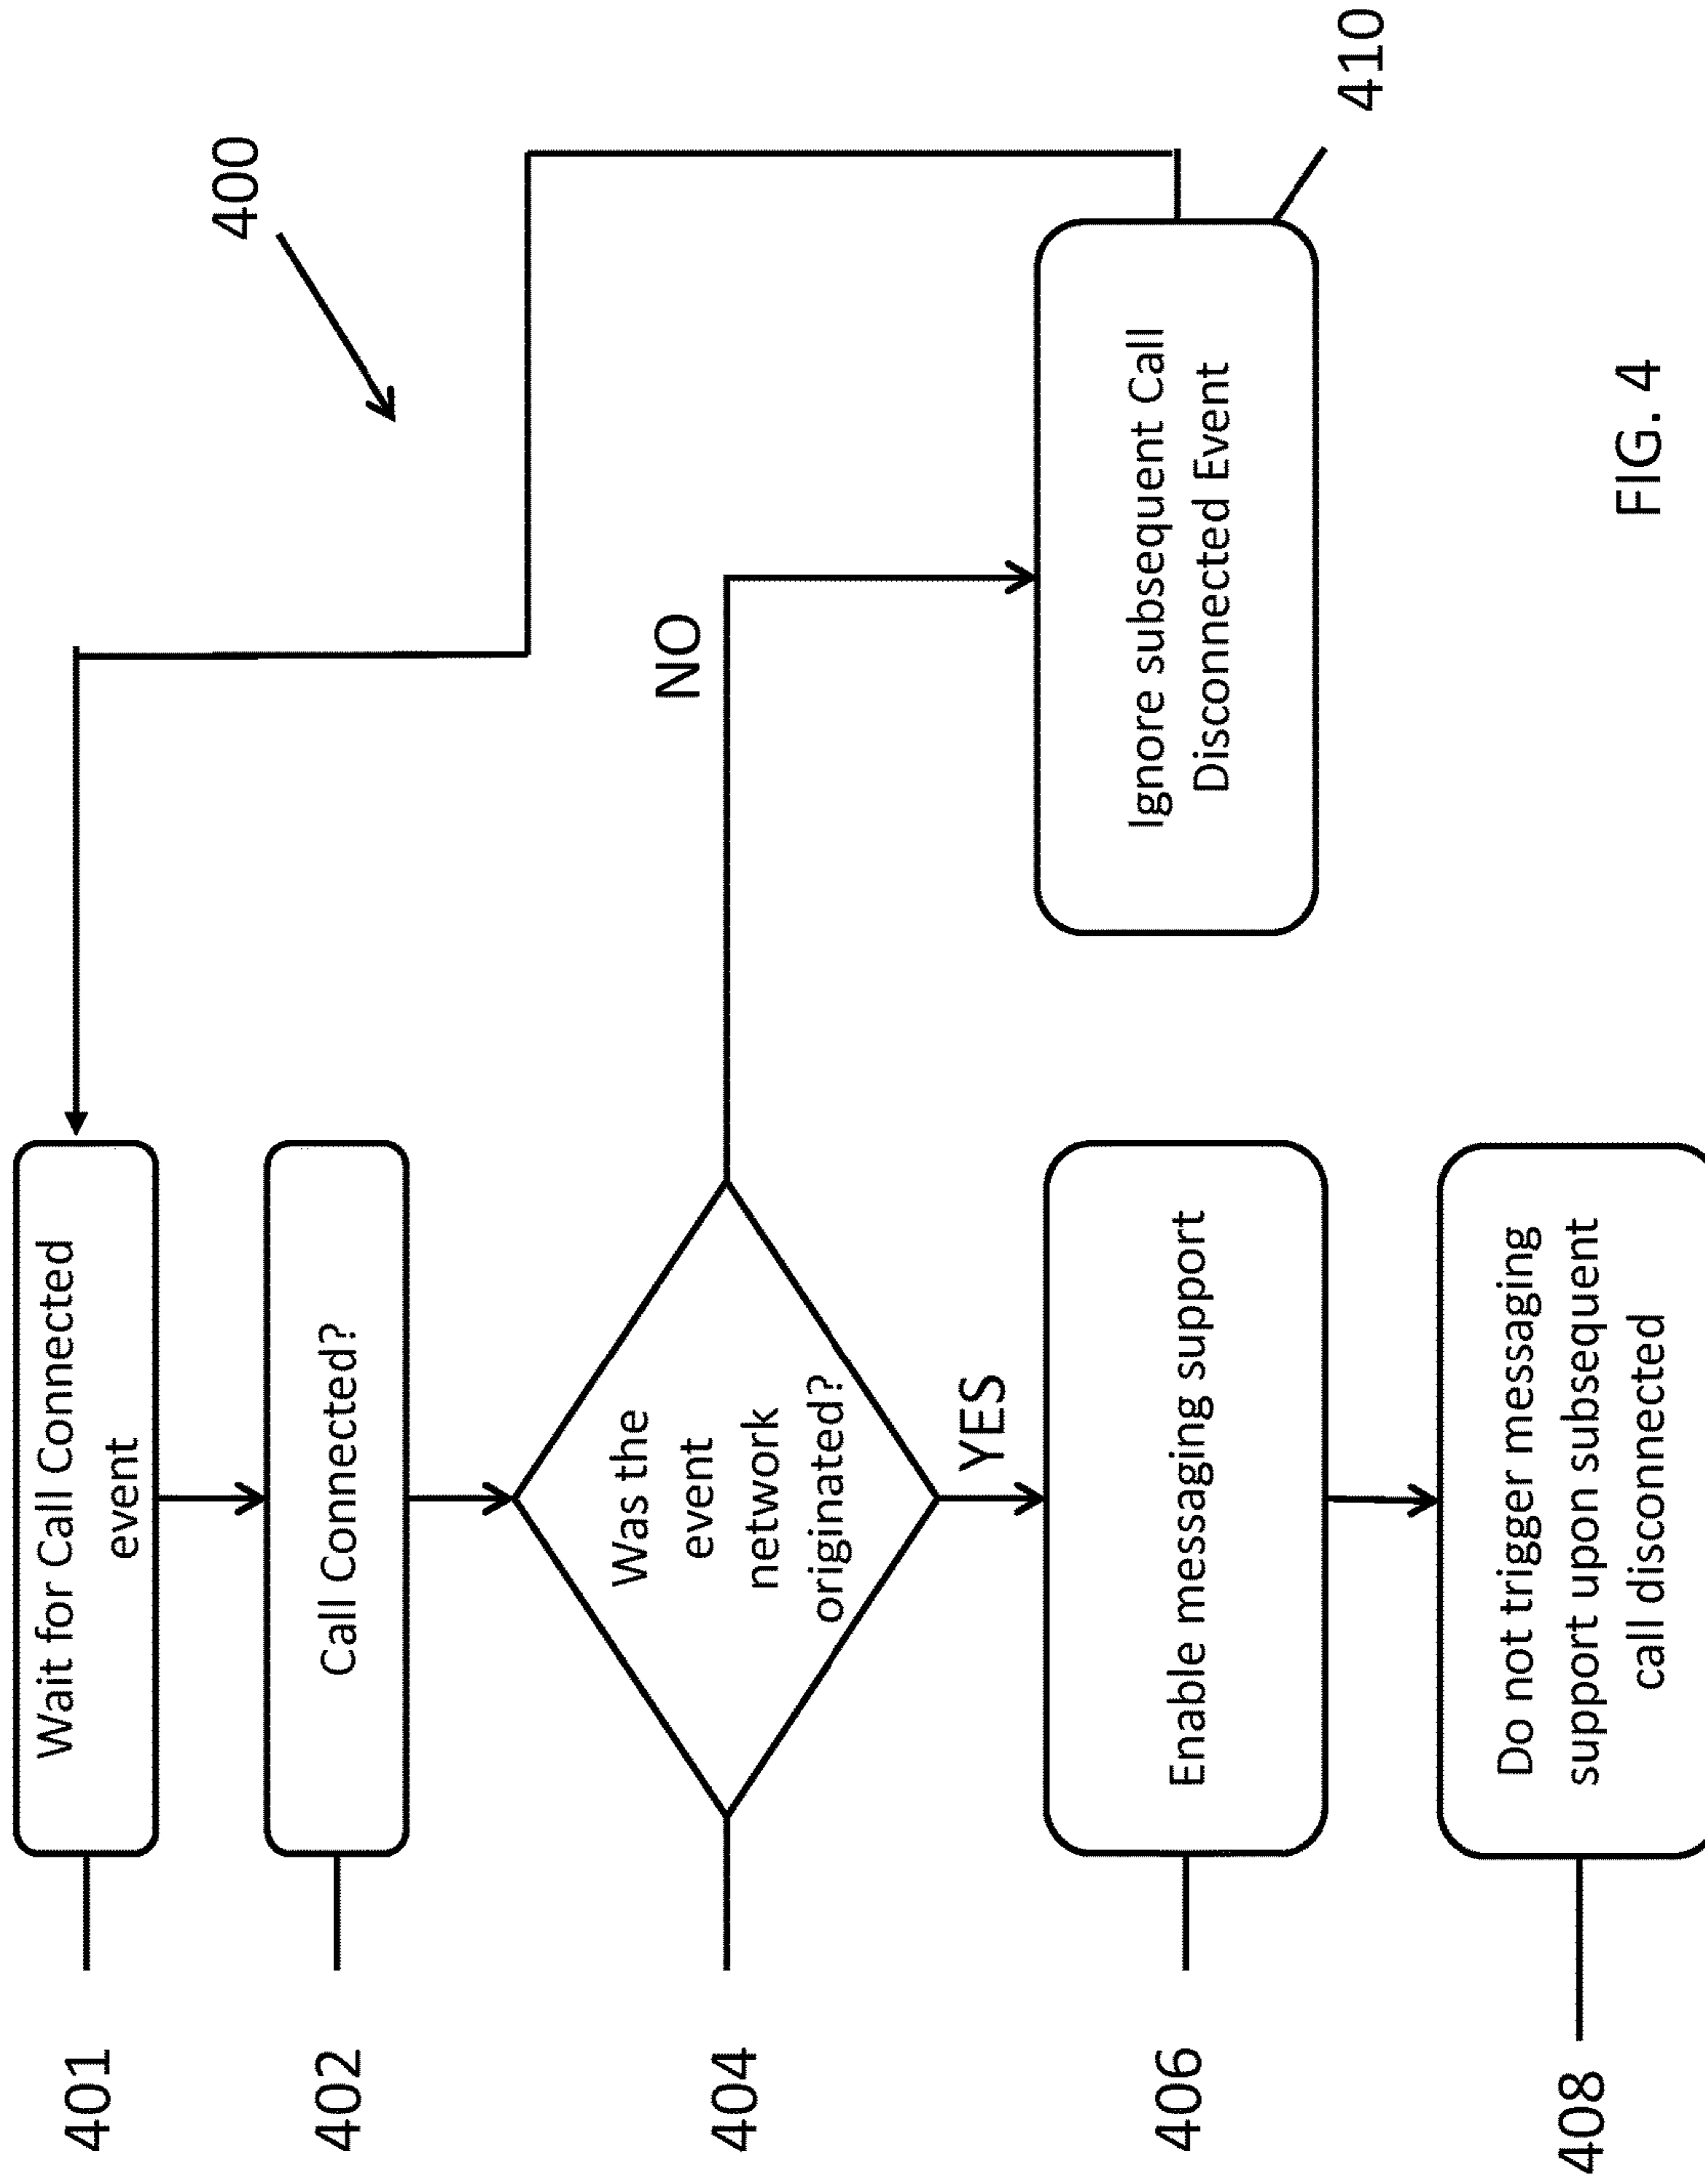 400
401
Wait for Call Connected
event
402
Call Connected?
404
Was the
event
network
originated?
NO
YES
406
Enable messaging support
Ignore subsequent Call
Disconnected Event
410
408
Do not trigger messaging
support upon subsequent
call disconnected
FIG. 4